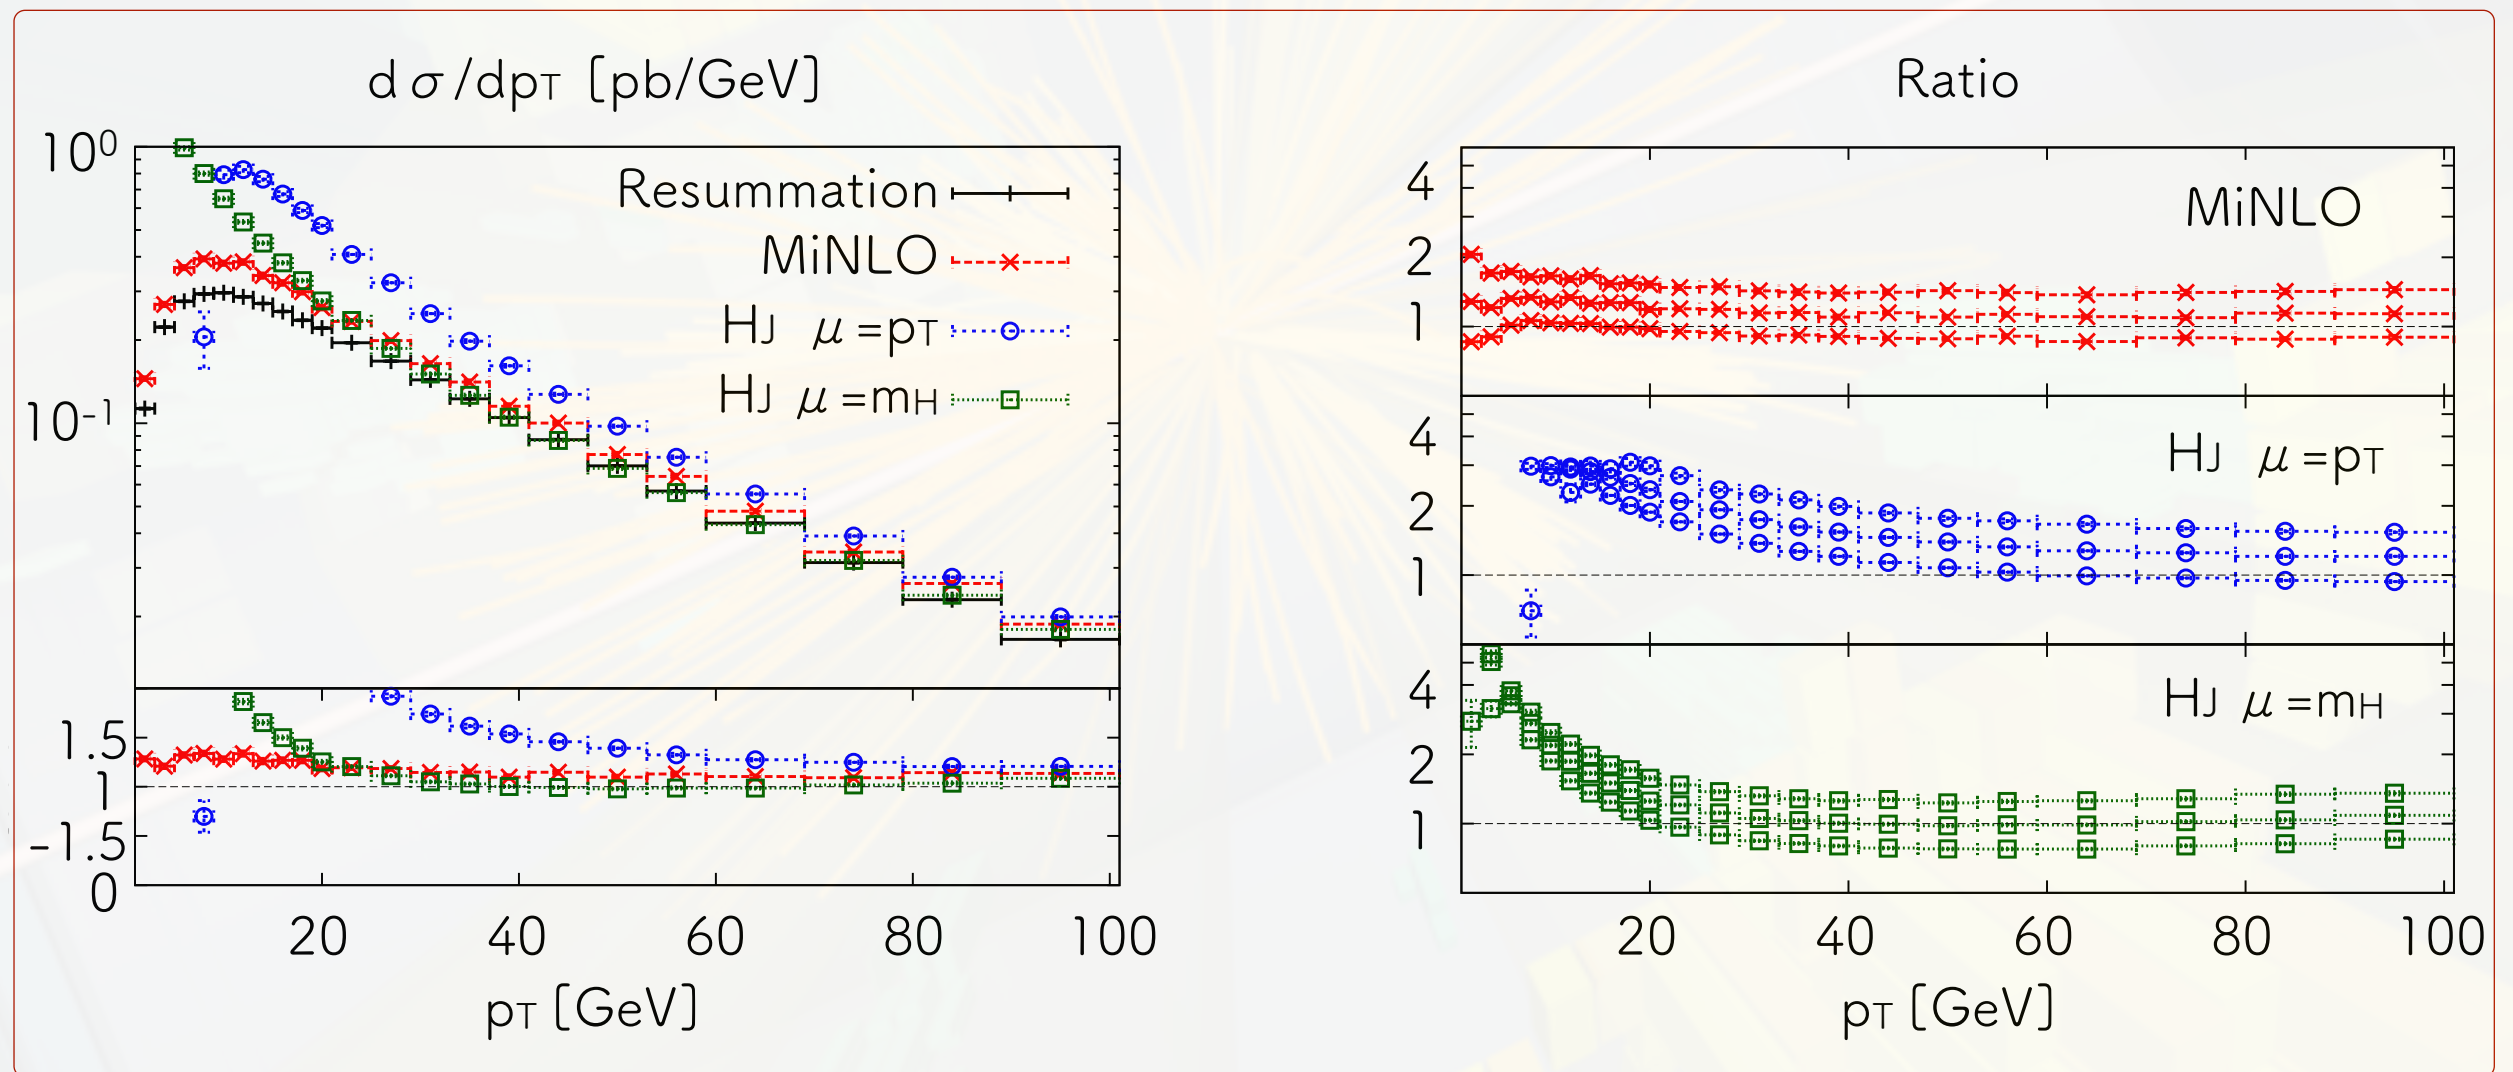 dσ/dpT [pb/GeV]
10⁰
10⁻¹
Resummation
MiNLO
HJ μ=pT
HJ μ=mH
1.5
1
-1.5
0
20 40 60 80 100
pT [GeV]
Ratio
4
2
1
MiNLO
4
2
1
HJ μ=pT
4
2
1
HJ μ=mH
20 40 60 80 100
pT [GeV]